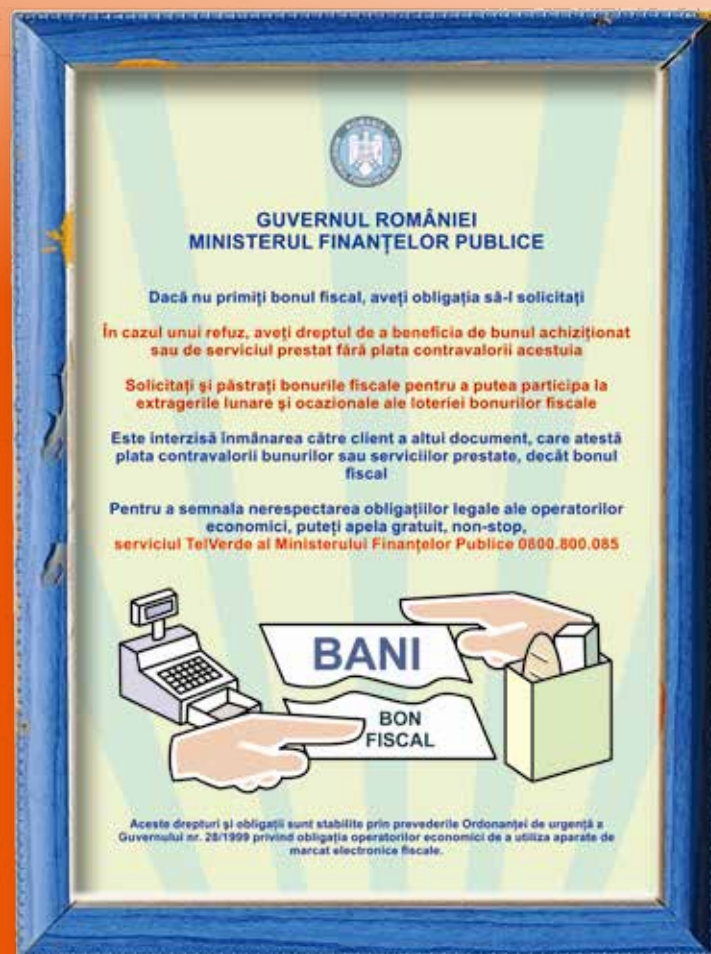 GUVERNUL ROMÂNIEI
MINISTERUL FINANȚELOR PUBLICE
Dacă nu primiți bonul fiscal, aveți obligația să-l solicitați
În cazul unui refuz, aveți dreptul de a beneficia de bunul achiziționat
sau de serviciul prestat fără plata contravalorii acestuia
Solicitați și păstrați bonurile fiscale pentru a putea participa la
extragerile lunare și ocazionale ale loteriei bonurilor fiscale
Este interzisă înmânarea către client a altui document, care atestă
plata contravalorii bunurilor sau serviciilor prestate, decât bonul
fiscal
Pentru a semnala nerespectarea obligațiilor legale ale operatorilor
economici, puteți apela gratuit, non-stop,
serviciul TelVerde al Ministerului Finanțelor Publice 0800.800.085
BANI
BON
FISCAL
Aceste drepturi și obligații sunt stabilite prin prevederile Ordonanței de urgență a
Guvernului nr. 28/1999 privind obligația operatorilor economici de a utiliza aparate de
marcat electronice fiscale.